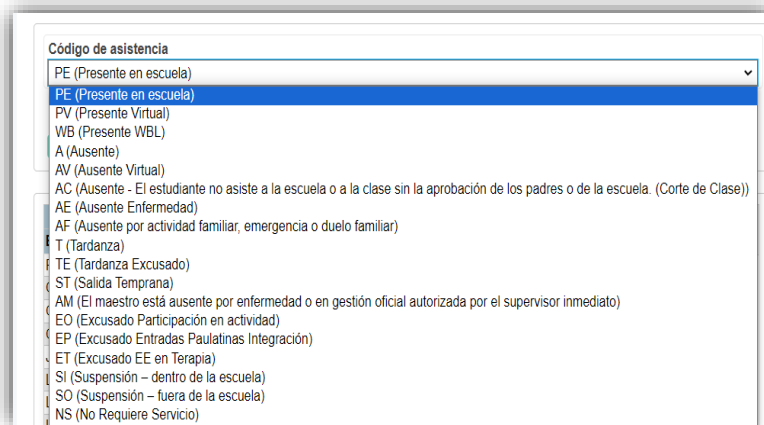 Código de asistencia
PE (Presente en escuela)
PE (Presente en escuela)
PV (Presente Virtual)
WB (Presente WBL)
A (Ausente)
AV (Ausente Virtual)
AC (Ausente - El estudiante no asiste a la escuela o a la clase sin la aprobación de los padres o de la escuela. (Corte de Clase))
AE (Ausente Enfermedad)
AF (Ausente por actividad familiar, emergencia o duelo familiar)
T (Tardanza)
TE (Tardanza Excusado)
ST (Salida Temprana)
AM (El maestro está ausente por enfermedad o en gestión oficial autorizada por el supervisor inmediato)
EO (Excusado Participación en actividad)
EP (Excusado Entradas Paulatinas Integración)
ET (Excusado EE en Terapia)
SI (Suspensión – dentro de la escuela)
SO (Suspensión – fuera de la escuela)
NS (No Requiere Servicio)